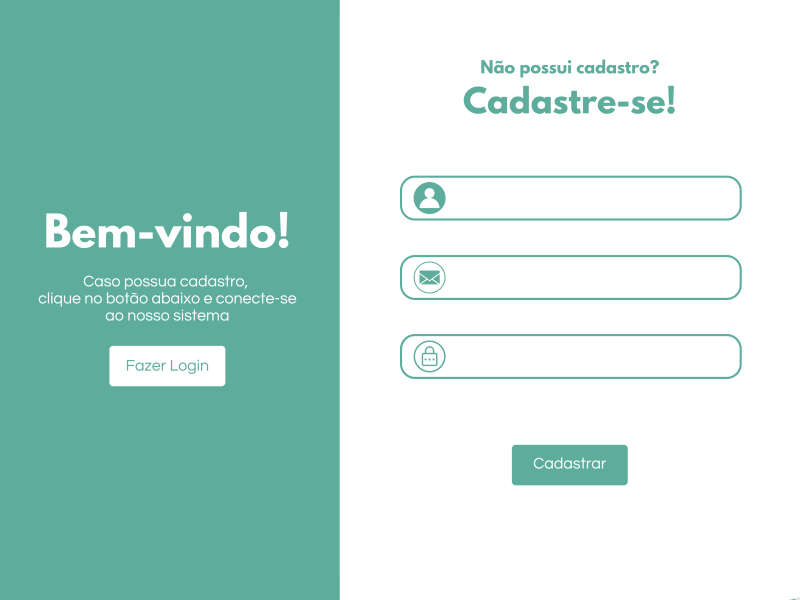 Bem-vindo!
Caso possua cadastro,
clique no botão abaixo e conecte-se
ao nosso sistema
Fazer Login
Não possui cadastro?
Cadastre-se!
Cadastrar